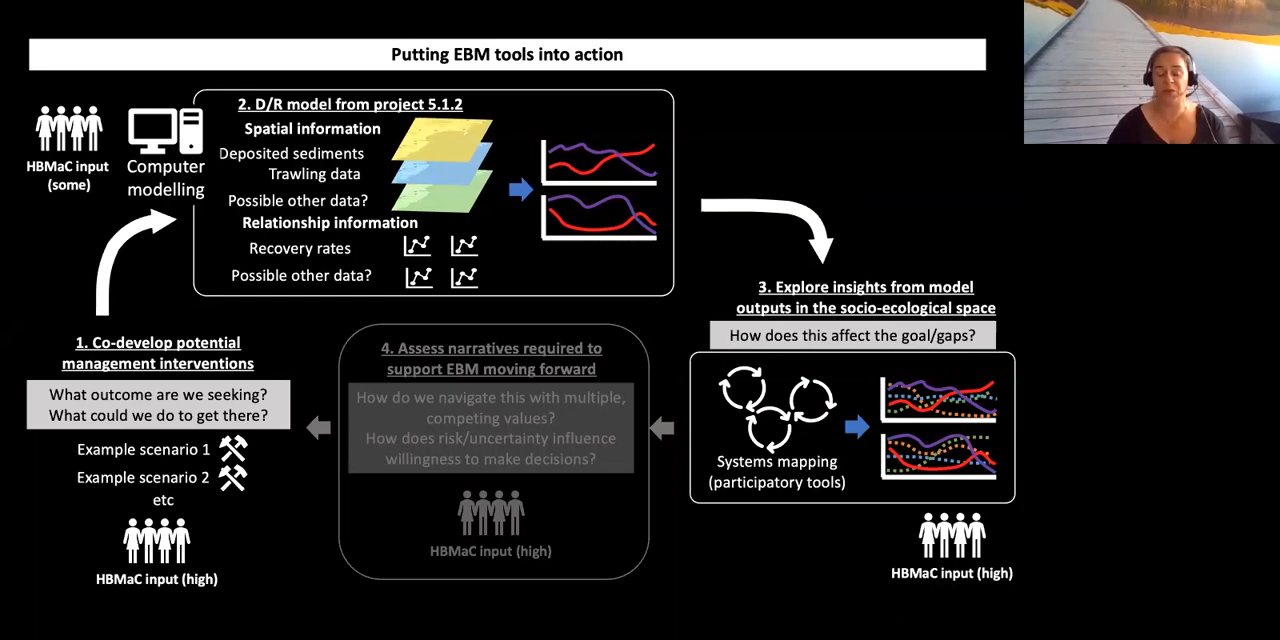 Putting EBM tools into action
HBMaC input
(some)
Computer
modelling
2. D/R model from project 5.1.2
Spatial information
Deposited sediments
Trawling data
Possible other data?
Relationship information
Recovery rates
Possible other data?
1. Co-develop potential
management interventions
What outcome are we seeking?
What could we do to get there?
Example scenario 1
Example scenario 2
etc
HBMaC input (high)
4. Assess narratives required to
support EBM moving forward
How do we navigate this with multiple,
competing values?
How does risk/uncertainty influence
willingness to make decisions?
HBMaC input (high)
3. Explore insights from model
outputs in the socio-ecological space
How does this affect the goal/gaps?
Systems mapping
(participatory tools)
HBMaC input (high)